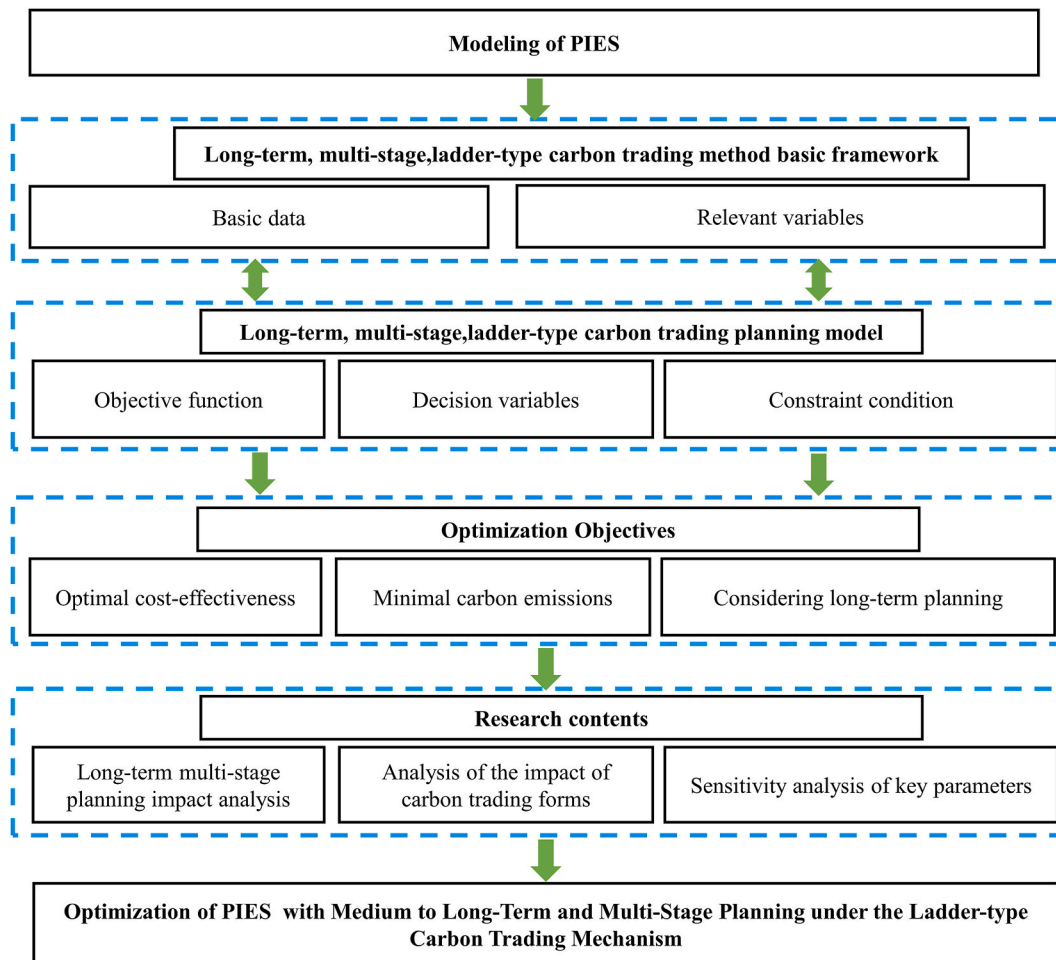 Modeling of PIES
Long-term, multi-stage,ladder-type carbon trading method basic framework
Basic data
Relevant variables
Long-term, multi-stage,ladder-type carbon trading planning model
Objective function
Decision variables
Constraint condition
Optimization Objectives
Optimal cost-effectiveness
Minimal carbon emissions
Considering long-term planning
Research contents
Long-term multi-stage
planning impact analysis
Analysis of the impact of
carbon trading forms
Sensitivity analysis of key parameters
Optimization of PIES  with Medium to Long-Term and Multi-Stage Planning under the Ladder-type
Carbon Trading Mechanism